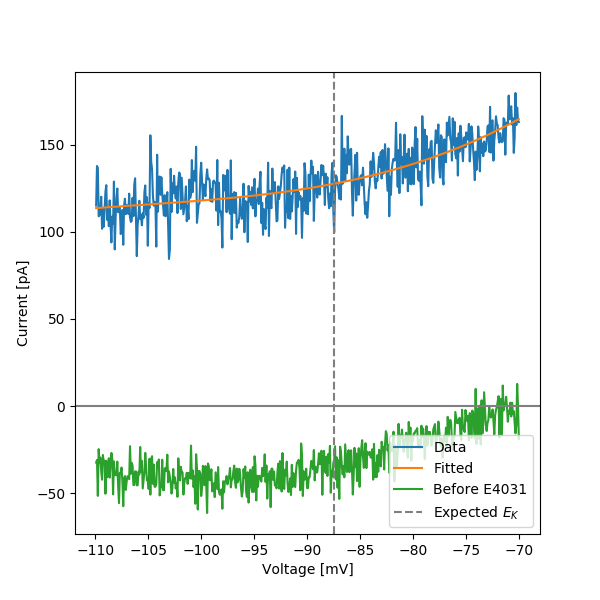 150
100
50
0
−50
Current [pA]
−110
−105
−100
−95
−90
−85
−80
−75
−70
Voltage [mV]
Data
Fitted
Before E4031
Expected E_K